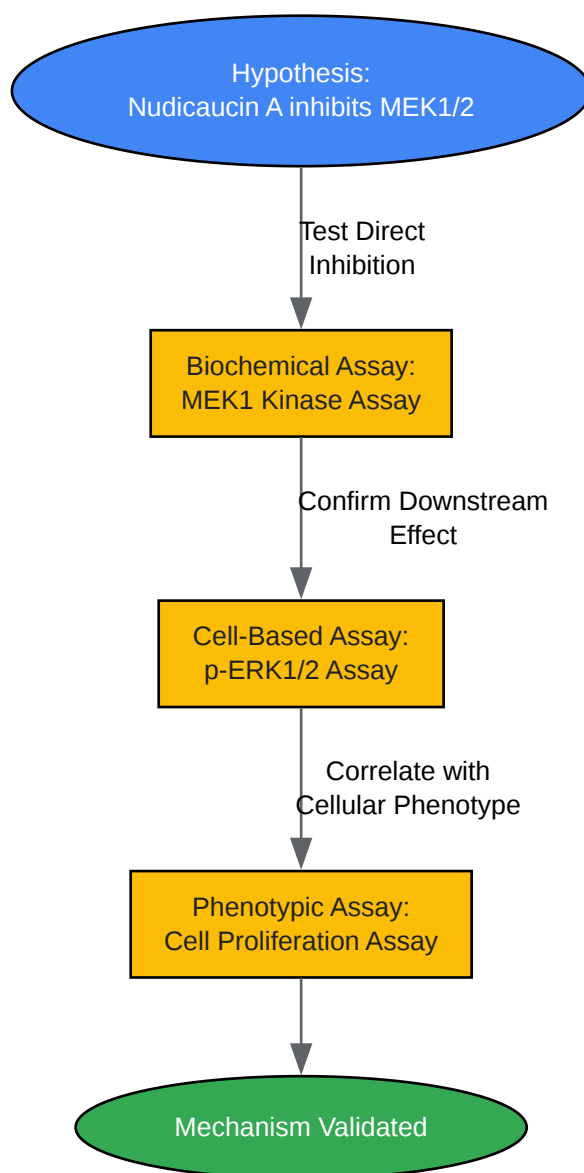 Hypothesis:
Nudicaucin A inhibits MEK1/2
Test Direct
Inhibition
Biochemical Assay:
MEK1 Kinase Assay
Confirm Downstream
Effect
Cell-Based Assay:
p-ERK1/2 Assay
Correlate with
Cellular Phenotype
Phenotypic Assay:
Cell Proliferation Assay
Mechanism Validated